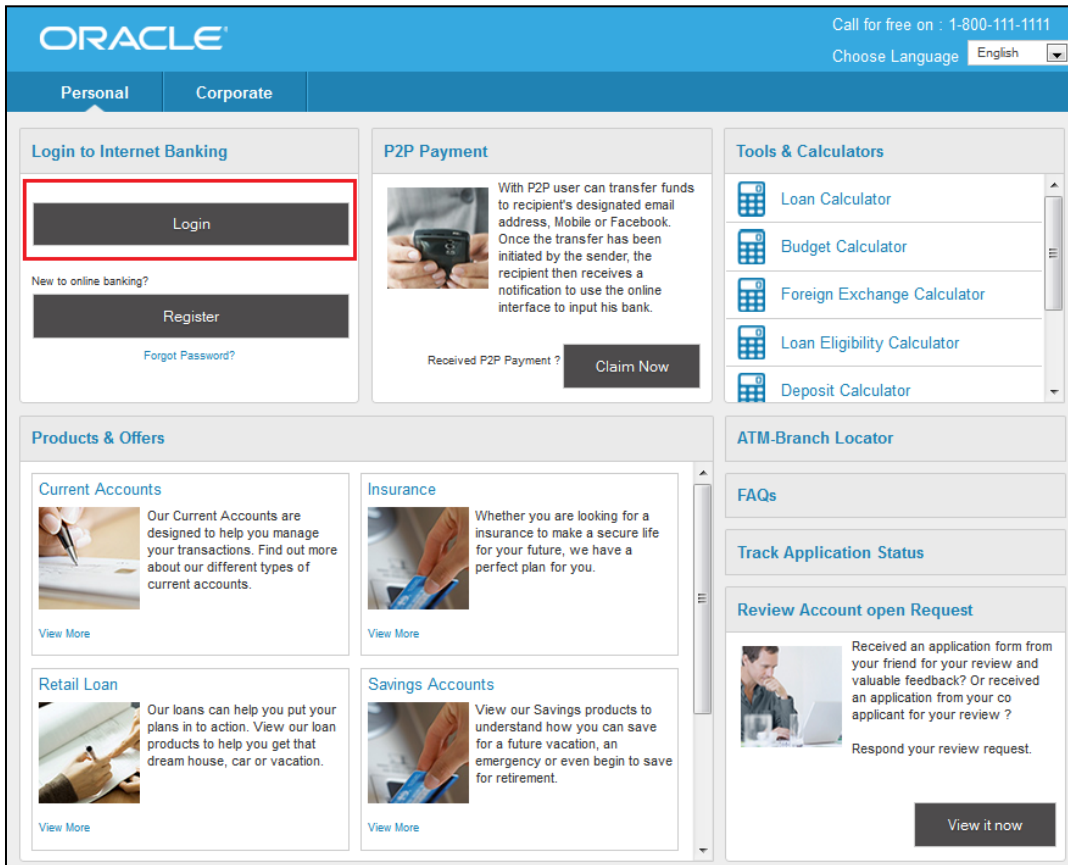 ORACLE
Call for free on : 1-800-111-1111
Choose Language English
Personal Corporate
Login to Internet Banking
Login
New to online banking?
Register
Forgot Password?
P2P Payment
With P2P user can transfer funds
to recipient's designated email
address, Mobile or Facebook.
Once the transfer has been
initiated by the sender, the
recipient then receives a
notification to use the online
interface to input his bank.
Received P2P Payment ?
Claim Now
Tools & Calculators
Loan Calculator
Budget Calculator
Foreign Exchange Calculator
Loan Eligibility Calculator
Deposit Calculator
Products & Offers
Current Accounts
Our Current Accounts are
designed to help you manage
your transactions. Find out more
about our different types of
current accounts.
View More
Insurance
Whether you are looking for a
insurance to make a secure life
for your future, we have a
perfect plan for you.
View More
Retail Loan
Our loans can help you put your
plans in to action. View our loan
products to help you get that
dream house, car or vacation.
View More
Savings Accounts
View our Savings products to
understand how you can save
for a future vacation, an
emergency or even begin to save
for retirement.
View More
ATM-Branch Locator
FAQs
Track Application Status
Review Account open Request
Received an application form from
your friend for your review and
valuable feedback? Or received
an application from your co
applicant for your review ?
Respond your review request.
View it now